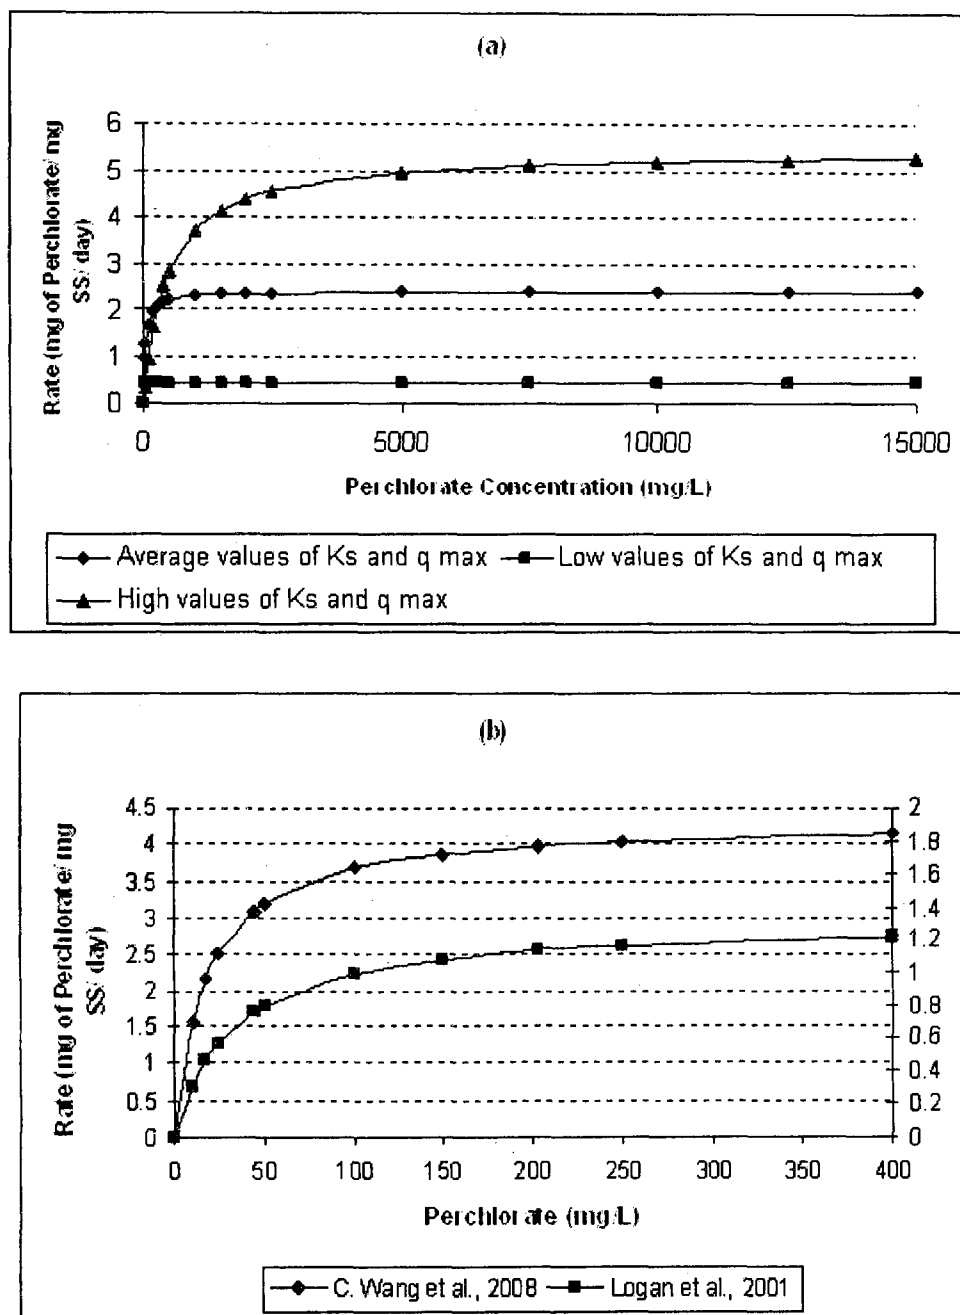 (a)
Rate (mg of Perchlorate/mg
SS/day)
6
5
4
3
2
1
0
0 5000 10000 15000
Perchlorate Concentration (mg/L)
Average values of Ks and q max Low values of Ks and q max
High values of Ks and q max
(b)
Rate (mg of Perchlorate/mg
SS/day)
4.5
4
3.5
3
2.5
2
1.5
1
0.5
0
2
1.8
1.6
1.4
1.2
1
0.8
0.6
0.4
0.2
0
0 50 100 150 200 250 300 350 400
Perchlorate (mg/L)
C. Wang et al., 2008 Logan et al., 2001